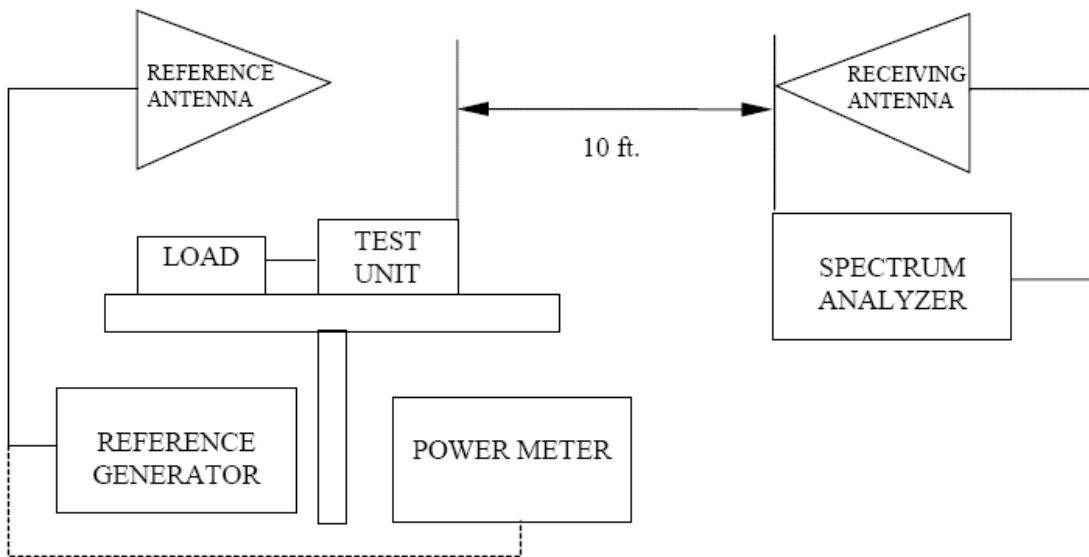 REFERENCE
ANTENNA
RECEIVING
ANTENNA
10 ft.
LOAD
TEST
UNIT
SPECTRUM
ANALYZER
REFERENCE
GENERATOR
POWER METER